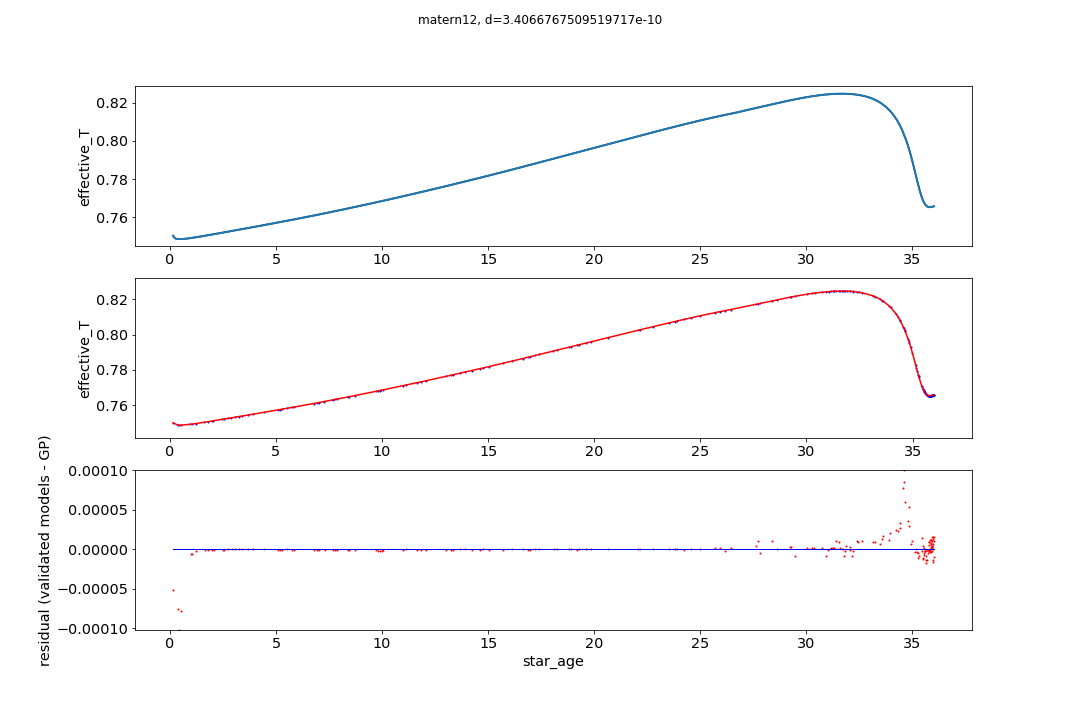 matern12, d=3.4066767509519717e-10
effective_T
0.82
0.80
0.78
0.76
0 5 10 15 20 25 30 35
effective_T
0.82
0.80
0.78
0.76
0 5 10 15 20 25 30 35
residual (validated models - GP)
0.00010
0.00005
0.00000
−0.00005
−0.00010
0 5 10 15 20 25 30 35
star_age